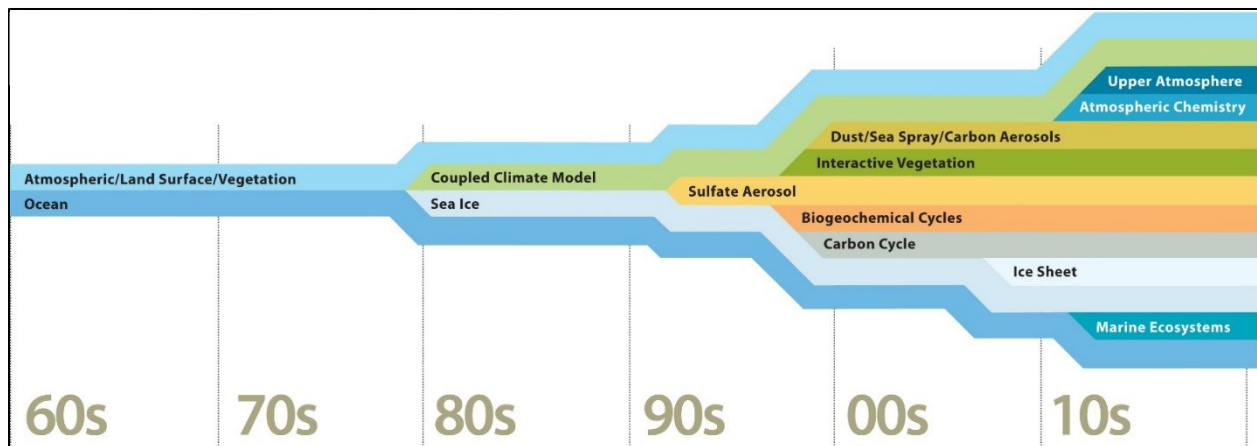 Upper Atmosphere
Atmospheric Chemistry
Dust/Sea Spray/Carbon Aerosols
Interactive Vegetation
Atmospheric/Land Surface/Vegetation
Coupled Climate Model
Sulfate Aerosol
Ocean
Sea Ice
Biogeochemical Cycles
Carbon Cycle
Ice Sheet
Marine Ecosystems
60s 70s 80s 90s 00s 10s